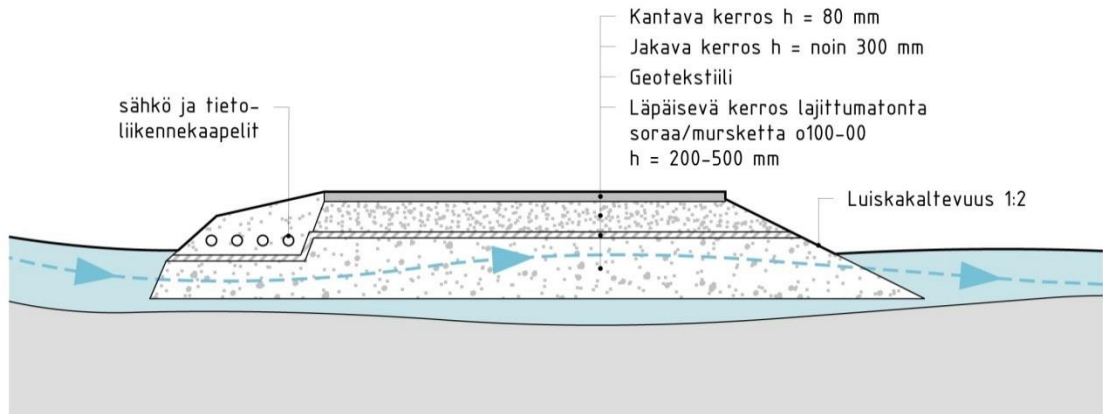 Kantava kerros h = 80 mm
Jakava kerros h = noin 300 mm
Geotekstiili
Läpäisevä kerros lajittumatonta
soraa/mursketta o100-00
h = 200-500 mm
sähkö ja tieto-
liikennekaapelit
Luiskakaltevuus 1:2